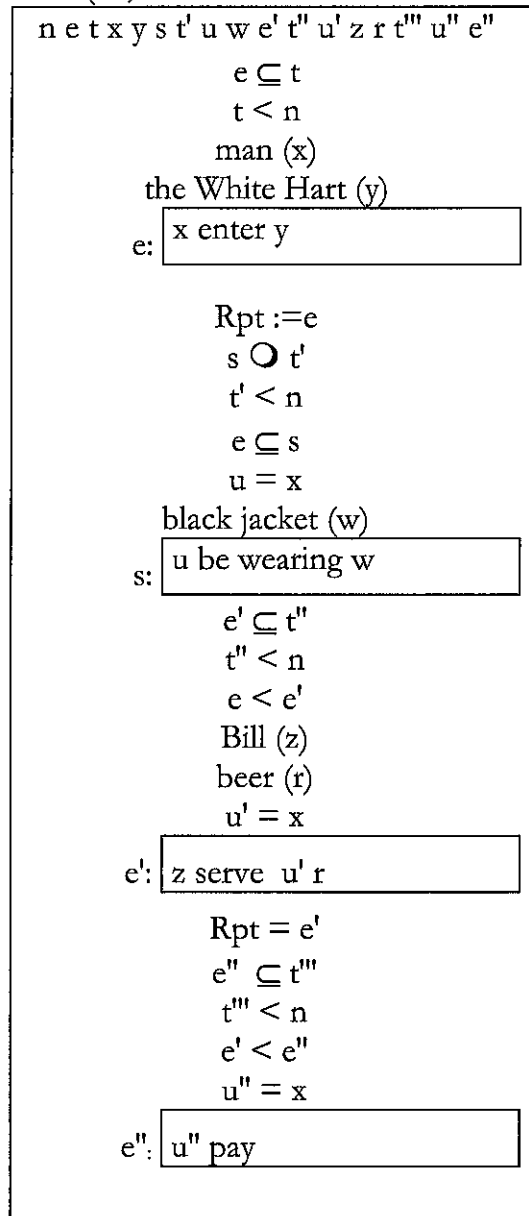 n e t x y s t' u w e' t" u' z r t'" u" e"
e ⊆ t
t < n
man (x)
the White Hart (y)
e: x enter y
Rpt :=e
s O t'
t' < n
e ⊆ s
u = x
black jacket (w)
s: u be wearing w
e' ⊆ t"
t" < n
e < e'
Bill (z)
beer (r)
u' = x
e': z serve u' r
Rpt = e'
e" ⊆ t'"
t'" < n
e' < e"
u" = x
e": u" pay